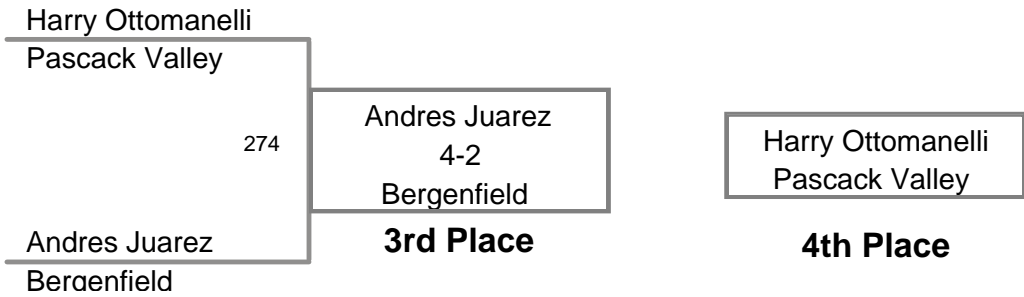 Harry Ottomanelli
Pascack Valley
274
Andres Juarez
Bergenfield
Andres Juarez
4-2
Bergenfield
3rd Place
Harry Ottomanelli
Pascack Valley
4th Place